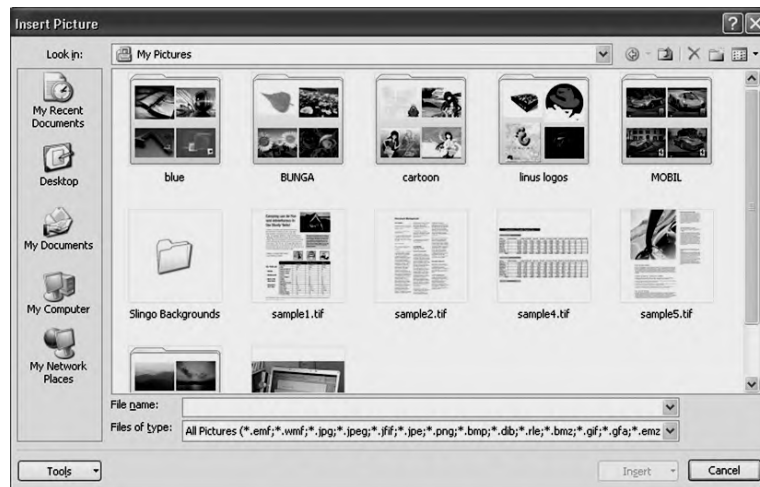 Insert Picture
Look in:
My Pictures
My Recent
Documents
Desktop
My Documents
My Computer
My Network
Places
blue
BUNGA
cartoon
linus logos
MOBIL
Slingo Backgrounds
sample1.tif
sample2.tif
sample4.tif
sample5.tif
File name:
Files of type:
All Pictures (*.emf;*.wmf;*.jpg;*.jpeg;*.jfif;*.jpe;*.png;*.bmp;*.dib;*.rle;*.bmz;*.gif;*.gfa;*.emz
Tools
Insert
Cancel